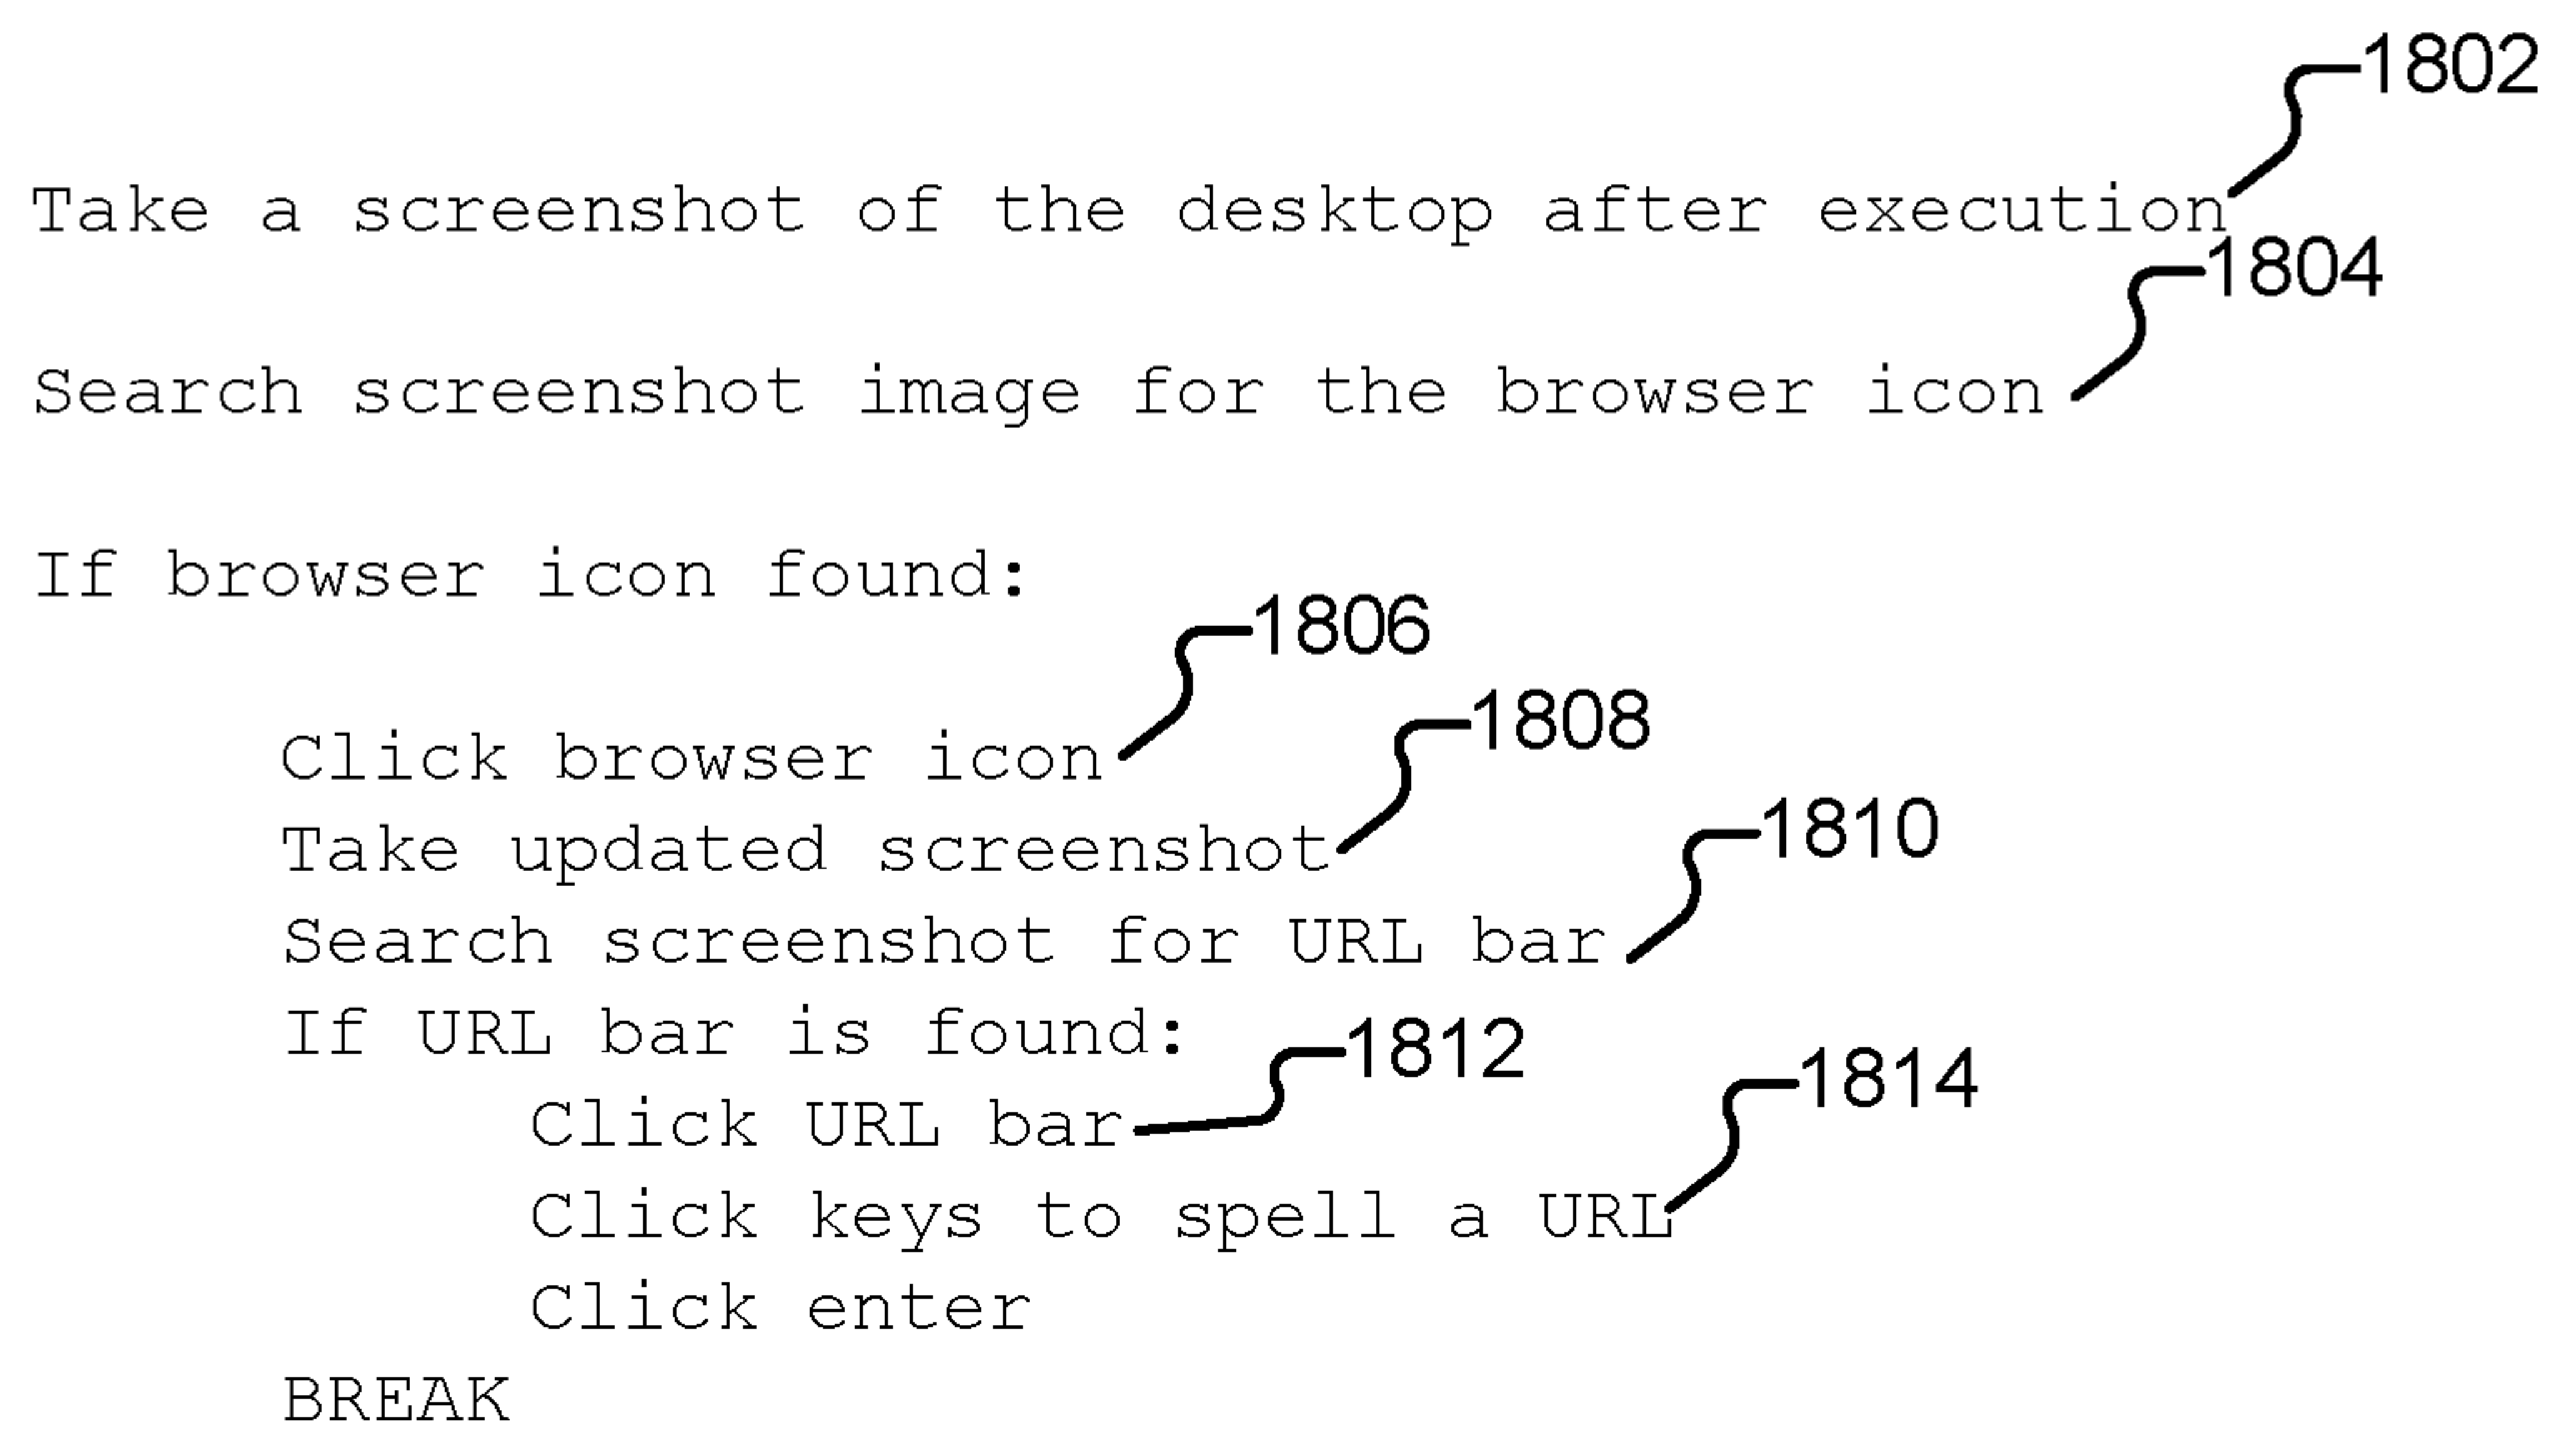 1802
Take a screenshot of the desktop after execution
1804
Search screenshot image for the browser icon
If browser icon found:
1806
Click browser icon
1808
Take updated screenshot
1810
Search screenshot for URL bar
If URL bar is found:
1812
Click URL bar
1814
Click keys to spell a URL
Click enter
BREAK